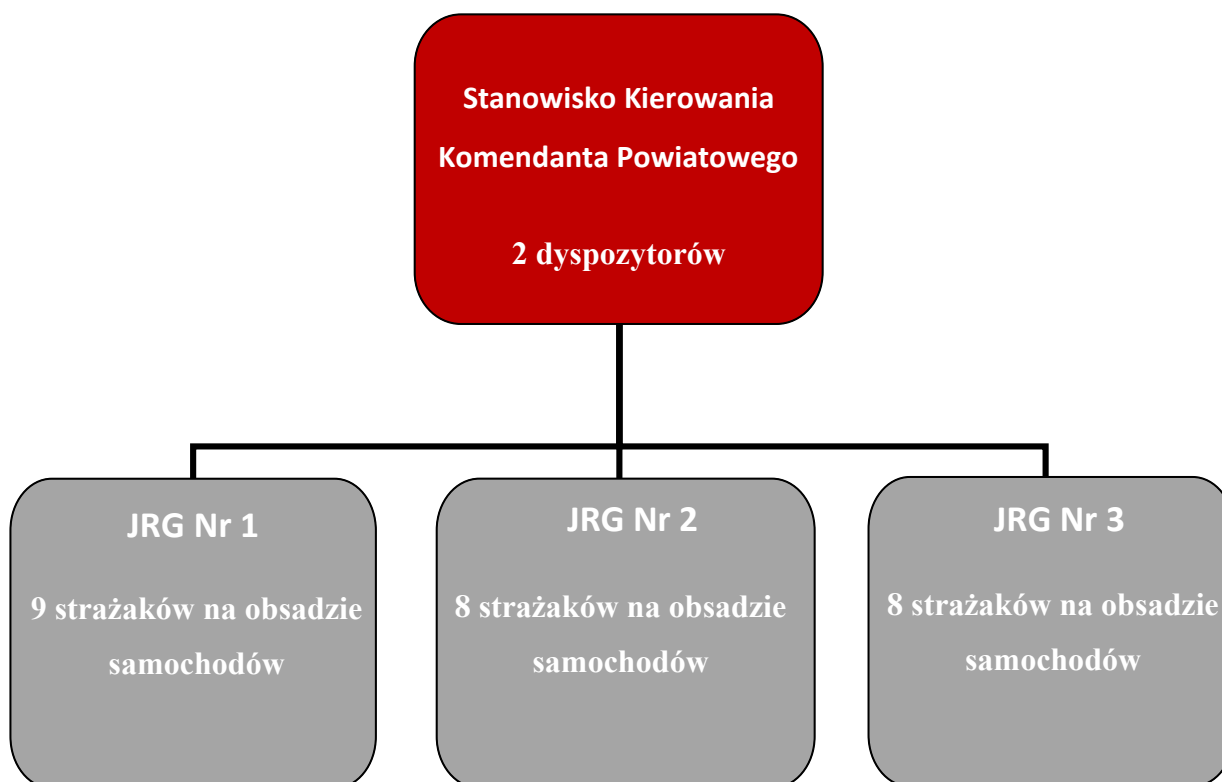 Stanowisko Kierowania
Komendanta Powiatowego
2 dyspozytorów
JRG Nr 1
9 strażaków na obsadzie
samochodów
JRG Nr 2
8 strażaków na obsadzie
samochodów
JRG Nr 3
8 strażaków na obsadzie
samochodów